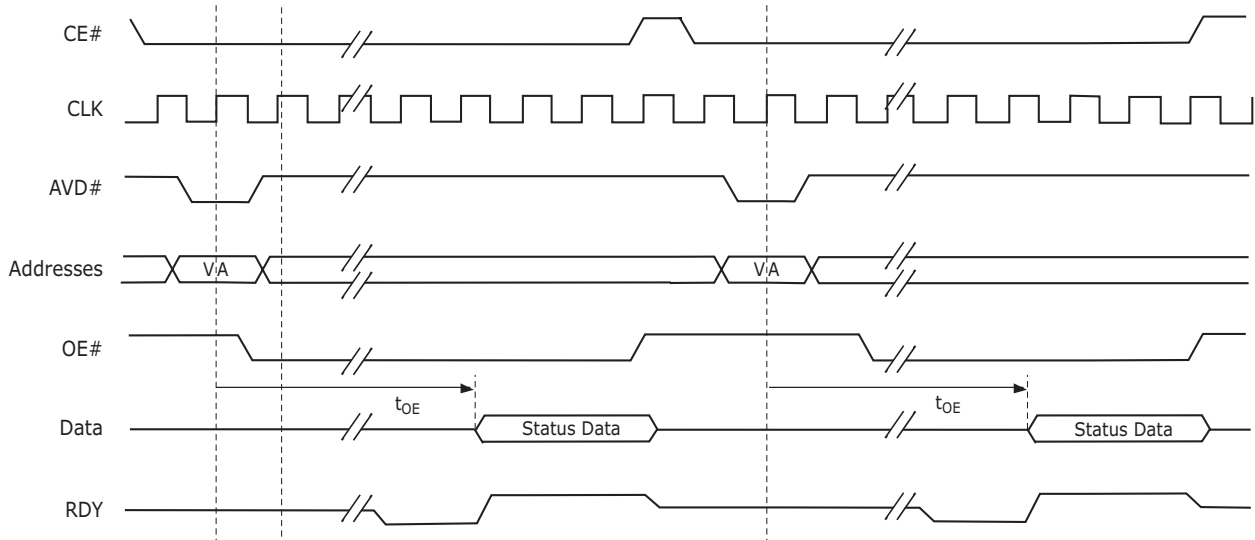 CE#
CLK
AVD#
Addresses
VA
VA
OE#
tOE
tOE
Data
Status Data
Status Data
RDY